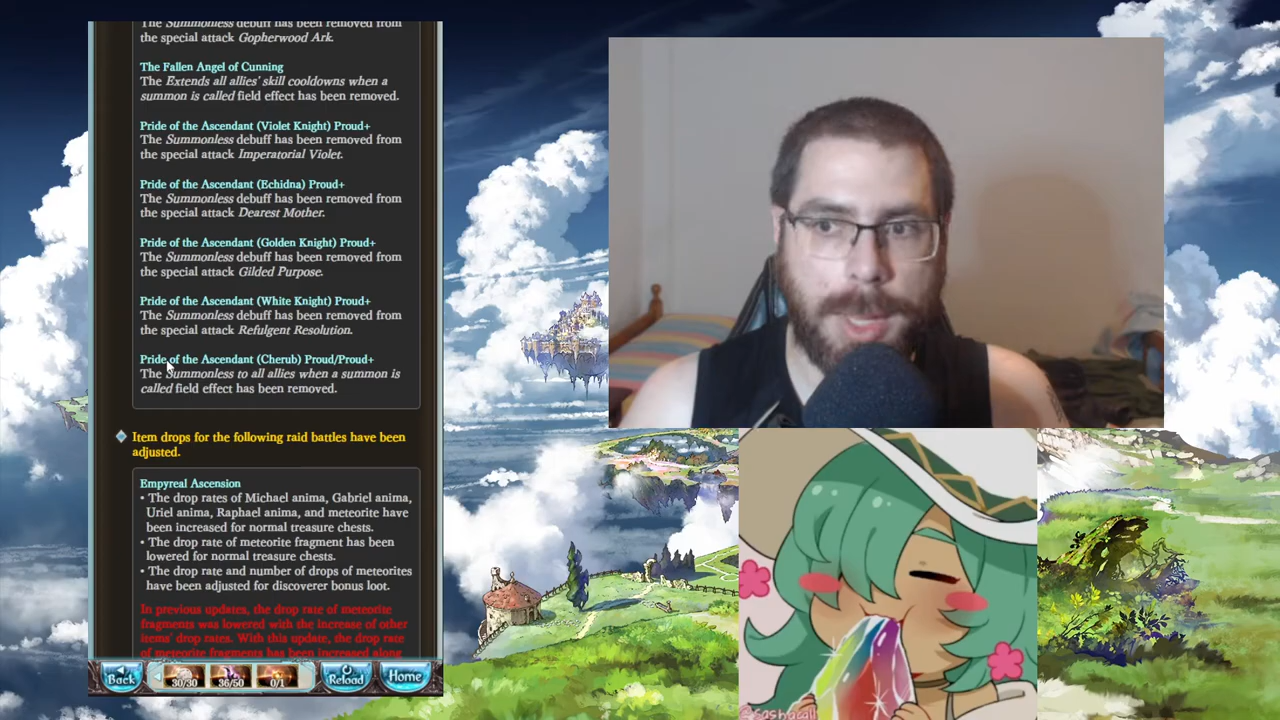 The Summonless debuff has been removed from
the special attack Gopherwood Ark.
The Fallen Angel of Cunning
The Extends all allies' skill cooldowns when a
summon is called field effect has been removed.
Pride of the Ascendant (Violet Knight) Proud+
The Summonless debuff has been removed from
the special attack Imperatorial Violet.
Pride of the Ascendant (Echidna) Proud+
The Summonless debuff has been removed from
the special attack Dearest Mother.
Pride of the Ascendant (Golden Knight) Proud+
The Summonless debuff has been removed from
the special attack Gilded Purpose.
Pride of the Ascendant (White Knight) Proud+
The Summonless debuff has been removed from
the special attack Refulgent Resolution.
Pride of the Ascendant (Cherub) Proud/Proud+
The Summonless to all allies when a summon is
called field effect has been removed.
Item drops for the following raid battles have been
adjusted.
Empyreal Ascension
• The drop rates of Michael anima, Gabriel anima,
Uriel anima, Raphael anima, and meteorite have
been increased for normal treasure chests.
• The drop rate of meteorite fragment has been
lowered for normal treasure chests.
• The drop rate and number of drops of meteorites
have been adjusted for discoverer bonus loot.
In previous updates, the drop rate of meteorite
fragments was lowered with the increase of other
items' drop rates. With this update, the drop rate
of meteorite fragments has been increased along
Back
30/30
36/50
0/1
Reload
Home